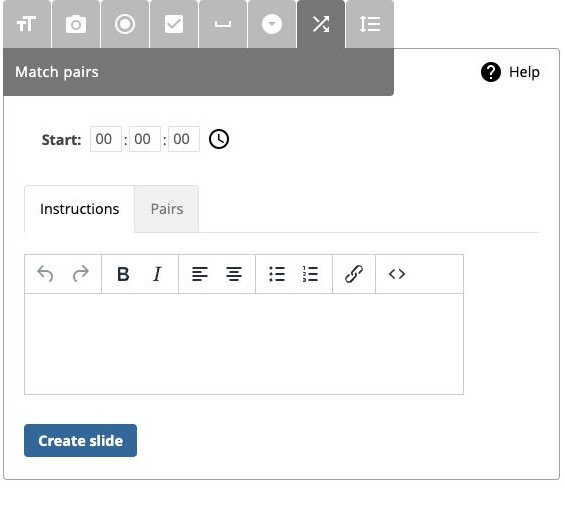 Match pairs
Help
Start: 00 : 00 : 00
Instructions Pairs
B I
Create slide